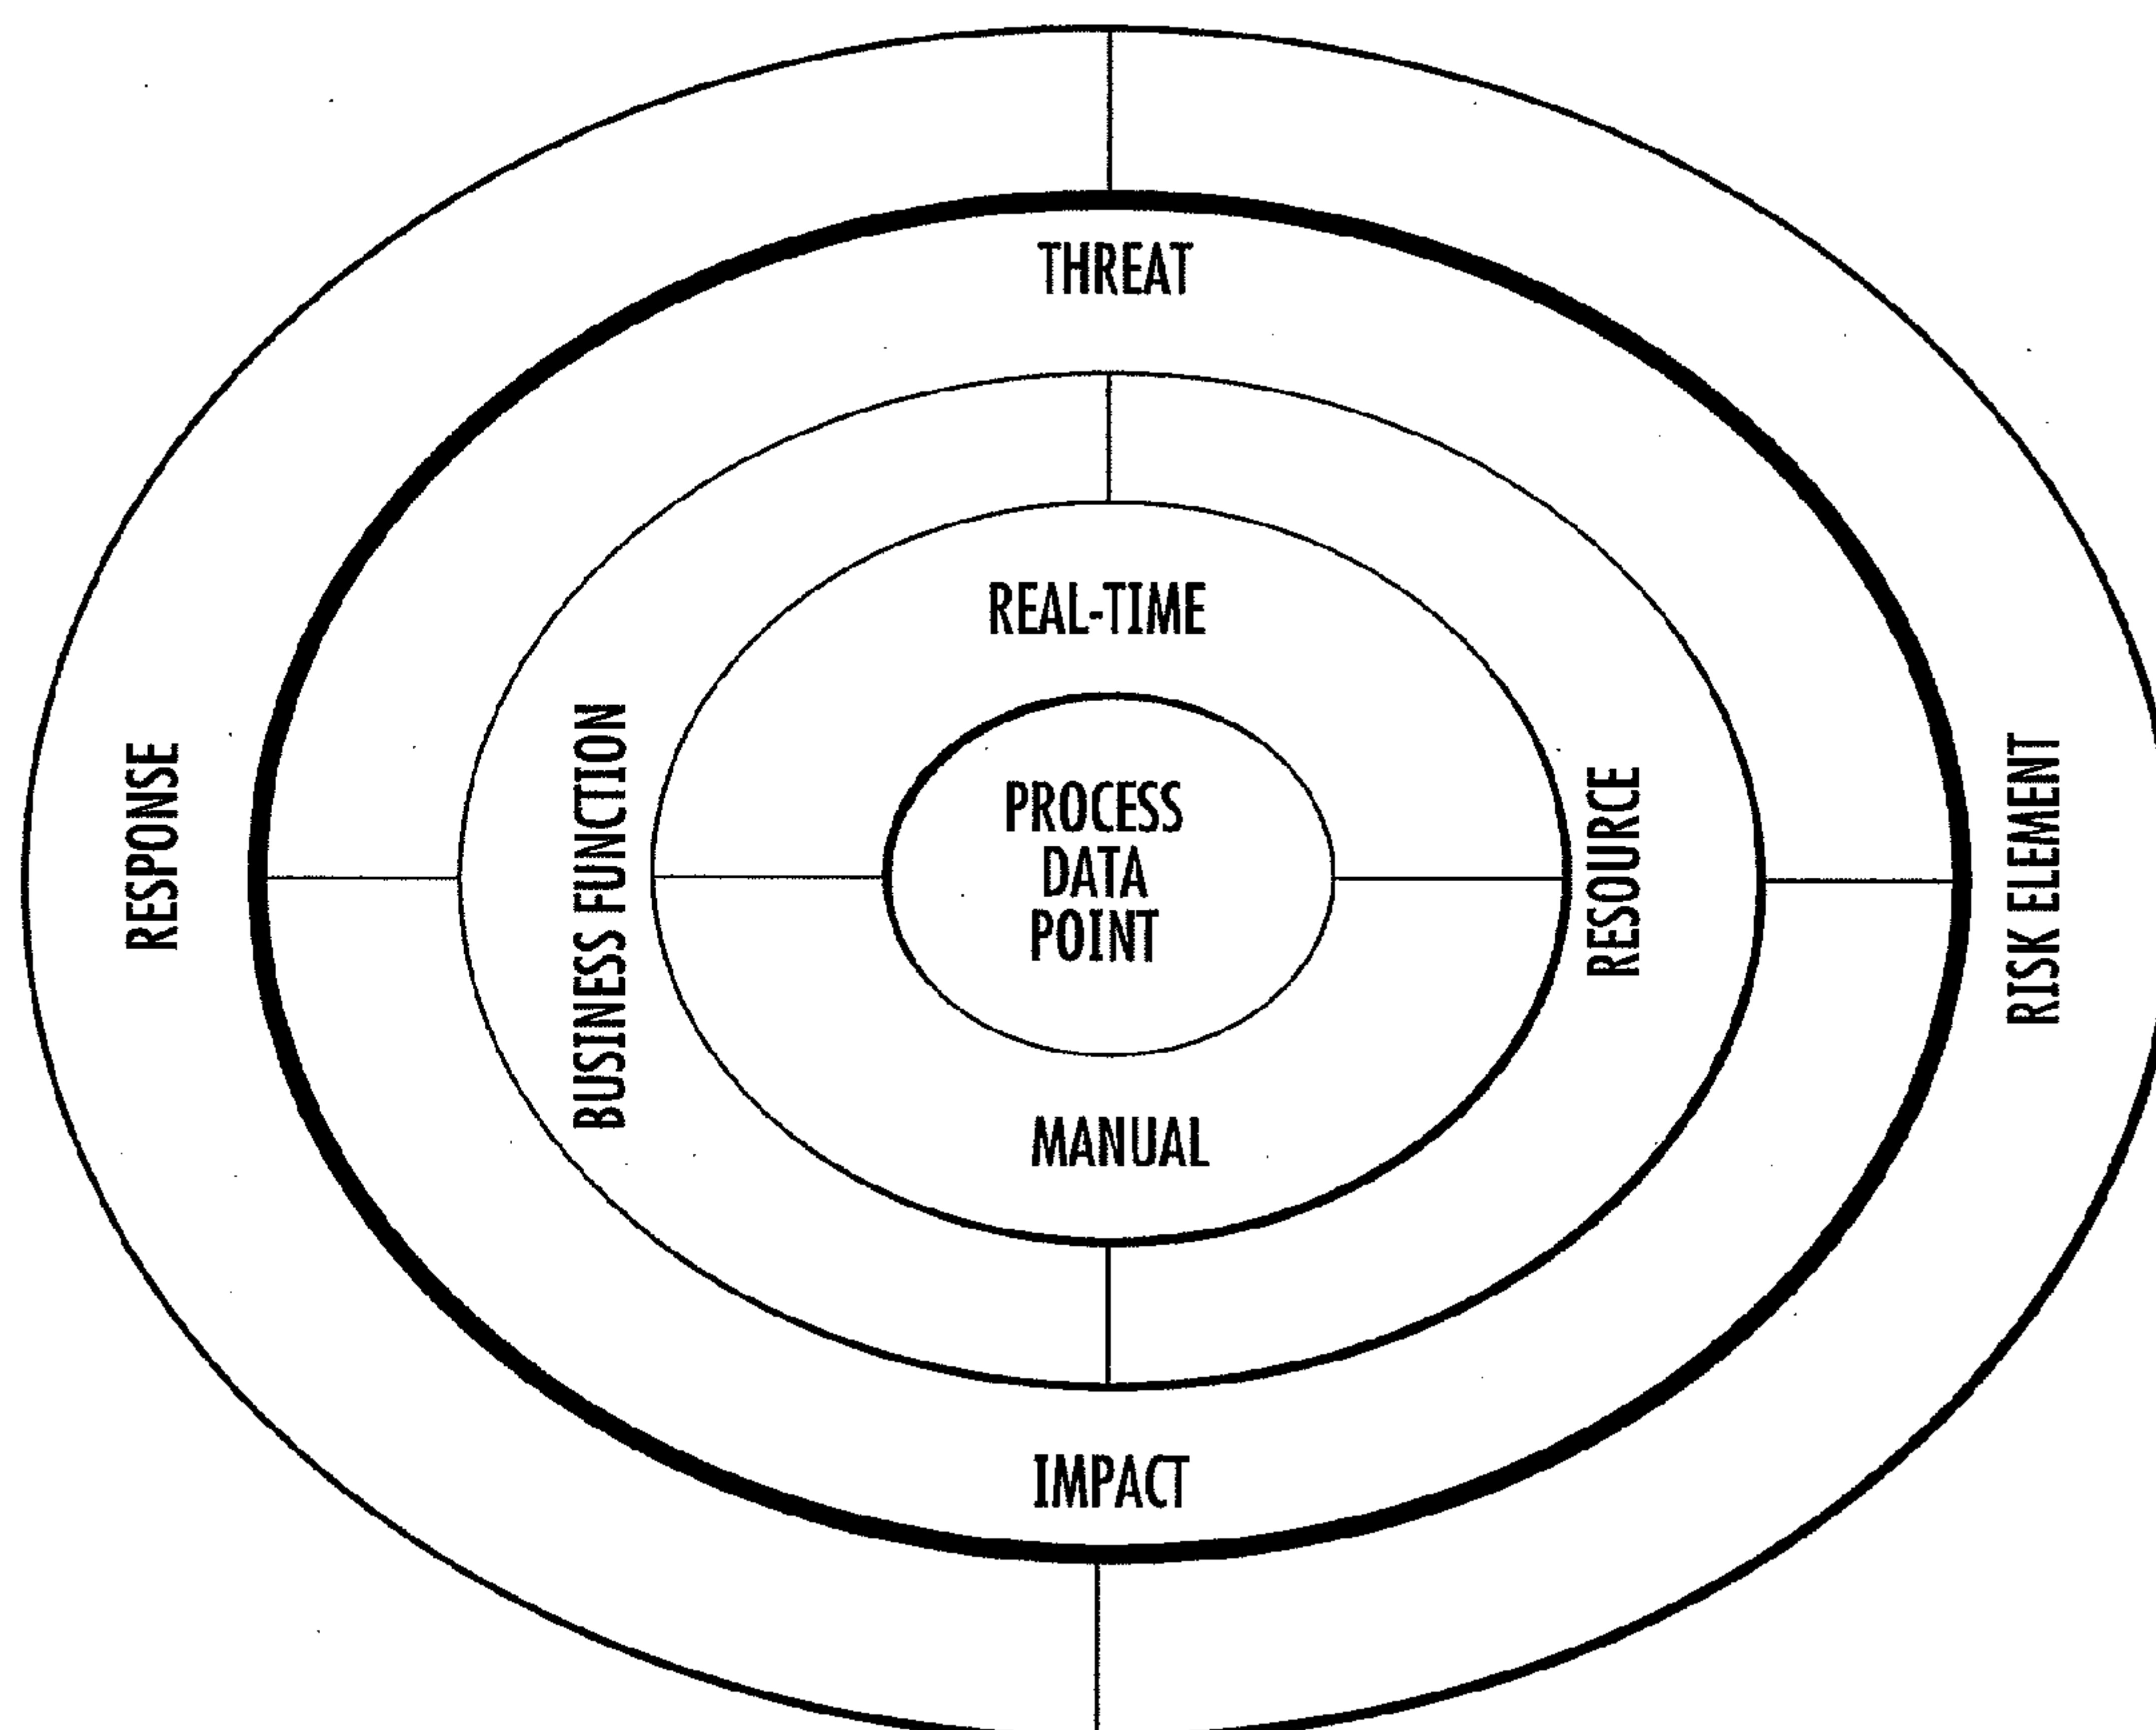 THREAT
REAL-TIME
RESPONSE
BUSINESS FUNCTION
PROCESS
DATA
POINT
RESOURCE
RISK ELEMENT
MANUAL
IMPACT